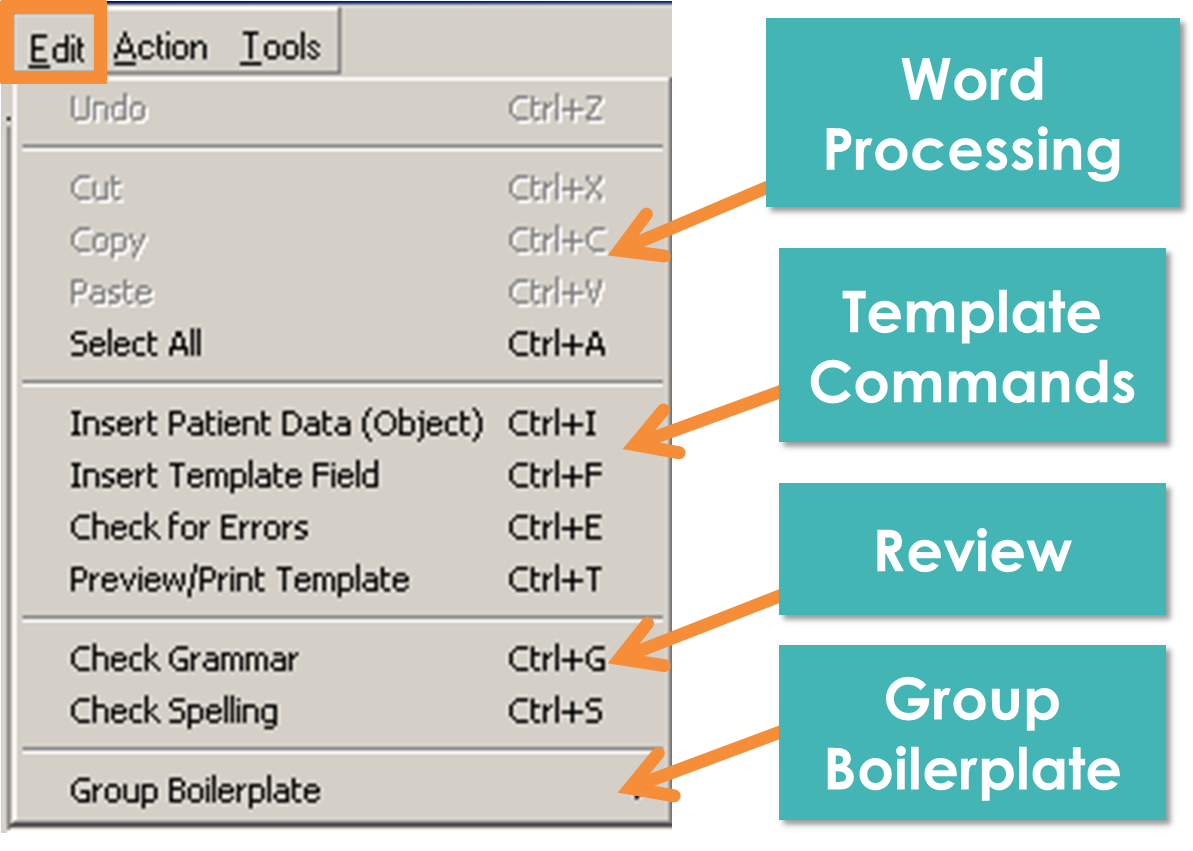 Edit Action Tools
Undo Ctrl+Z
Cut Ctrl+X
Copy Ctrl+C
Paste Ctrl+V
Select All Ctrl+A
Insert Patient Data (Object) Ctrl+I
Insert Template Field Ctrl+F
Check for Errors Ctrl+E
Preview/Print Template Ctrl+T
Check Grammar Ctrl+G
Check Spelling Ctrl+S
Group Boilerplate
Word
Processing
Template
Commands
Review
Group
Boilerplate